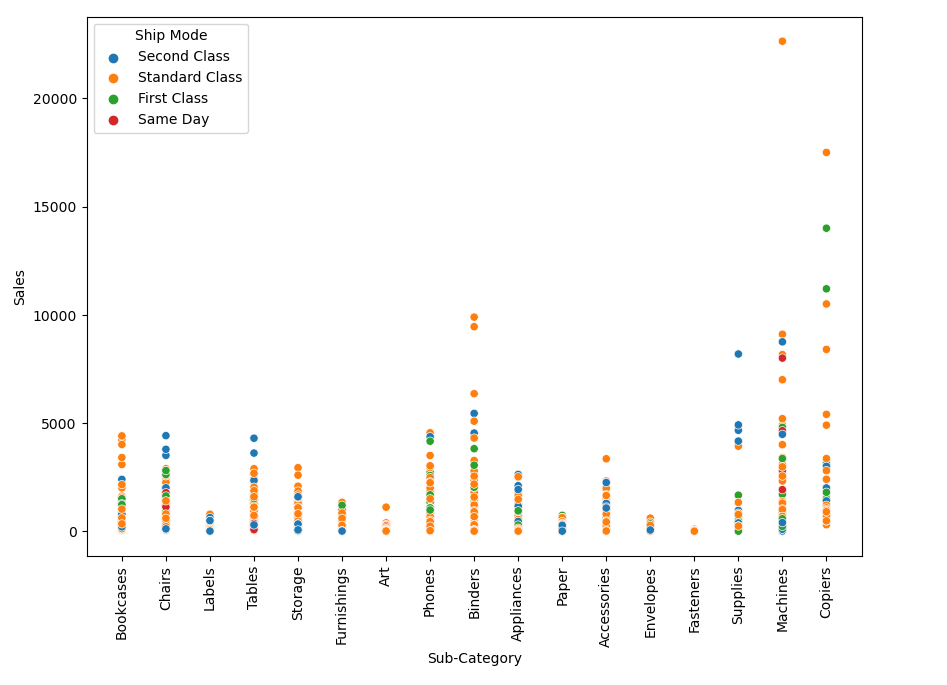 Ship Mode
Second Class
Standard Class
First Class
Same Day
20000
15000
10000
5000
0
Sales
Bookcases
Chairs
Labels
Tables
Storage
Furnishings
Art
Phones
Binders
Appliances
Paper
Accessories
Envelopes
Fasteners
Supplies
Machines
Copiers
Sub-Category